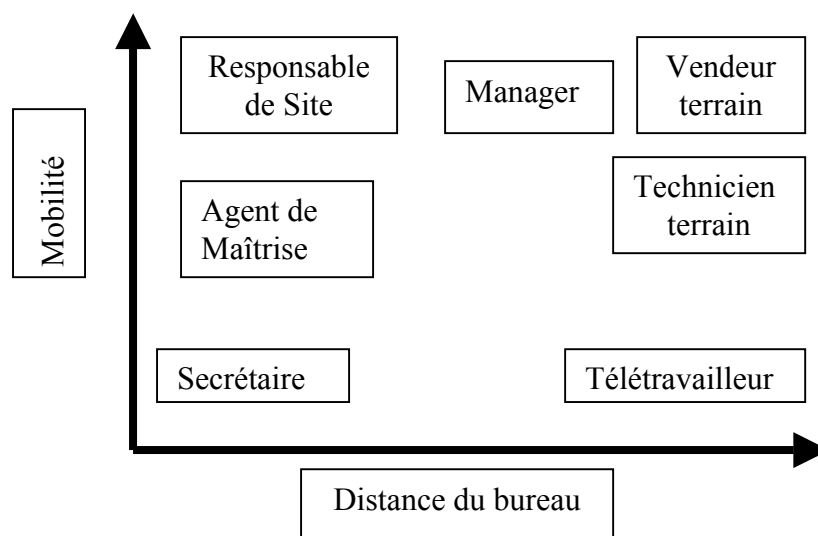 Responsable
de Site
Manager
Vendeur
terrain
Mobilité
Agent de
Maîtrise
Technicien
terrain
Secrétaire
Télétravailleur
Distance du bureau